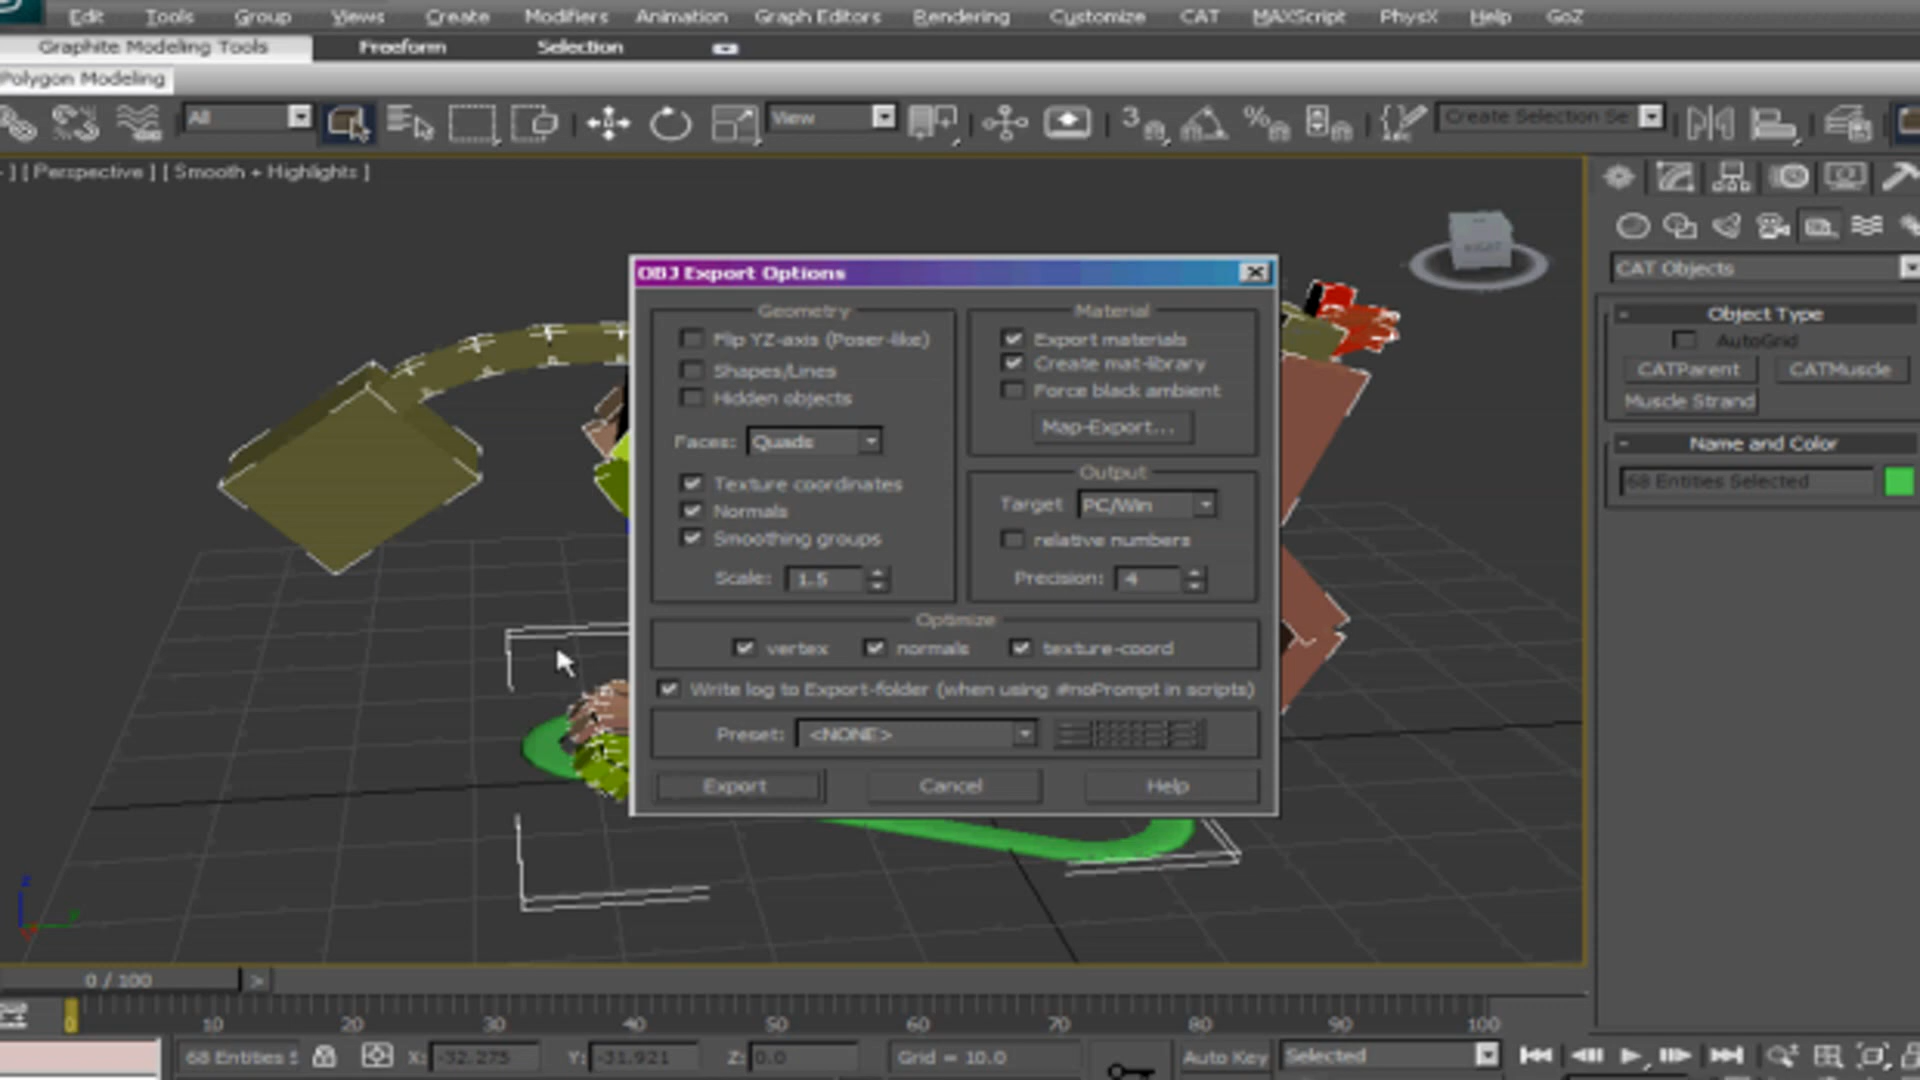 Edit Tools Group Views Create Modifiers Animation Graph Editors Rendering Customize CAT MAXScript PhysX Help GoZ
Graphite Modeling Tools Freeform Selection
Polygon Modeling
All View 3 % Create Selection Se
] [ Perspective ] [ Smooth + Highlights ]
OBJ Export Options
Geometry
Flip YZ-axis (Poser-like)
Shapes/Lines
Hidden objects
Faces: Quads
Texture coordinates
Normals
Smoothing groups
Scale: 1.5
Material
Export materials
Create mat-library
Force black ambient
Map-Export...
Output
Target PC/Win
relative numbers
Precision: 4
Optimize
vertex normals texture-coord
Write log to Export-folder (when using #noPrompt in scripts)
Preset: <NONE>
Export Cancel Help
CAT Objects
- Object Type
AutoGrid
CATParent CATMuscle
Muscle Strand
- Name and Color
68 Entities Selected
z
0 / 100 >
0 10 20 30 40 50 60 70 80 90 100
68 Entities S X: -32.275 Y: -31.921 Z: 0.0 Grid = 10.0 Auto Key Selected